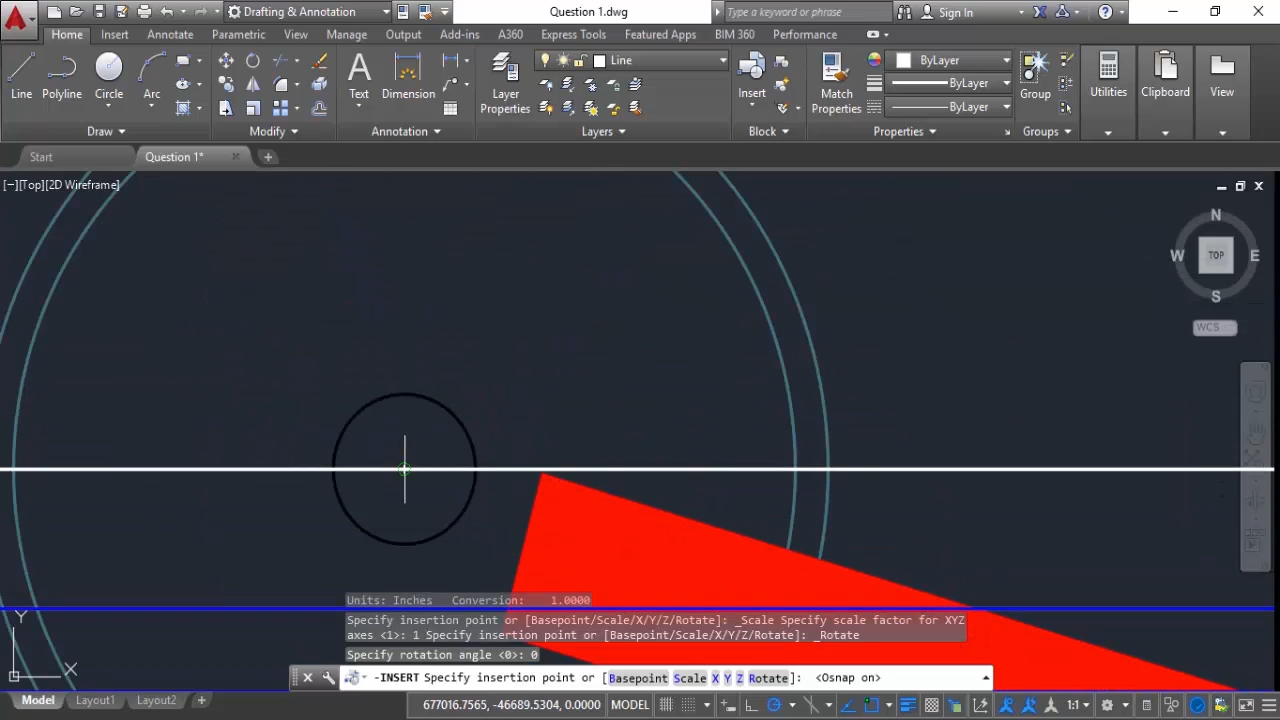 Drafting & Annotation
Question 1.dwg
Type a keyword or phrase
Sign In
Home Insert Annotate Parametric View Manage Output Add-ins A360 Express Tools Featured Apps BIM 360 Performance
Line
ByLayer
ByLayer
ByLayer
Line Polyline Circle Arc
Text Dimension
Layer Properties
Insert
Match Properties
Group
Utilities
Clipboard
View
Draw Modify Annotation Layers Block Properties Groups
Start Question 1*
[−][Top][2D Wireframe]
N
W TOP E
S
WCS
Units: Inches Conversion: 1.0000
Specify insertion point or [Basepoint/Scale/X/Y/Z/Rotate]: _Scale Specify scale factor for XYZ
axes <1>: 1 Specify insertion point or [Basepoint/Scale/X/Y/Z/Rotate]: _Rotate
Specify rotation angle <0>: 0
Y
X
-INSERT Specify insertion point or [Basepoint Scale X Y Z Rotate]: <Osnap on>
Model Layout1 Layout2
677016.7565, -46689.5304, 0.0000 MODEL
1:1